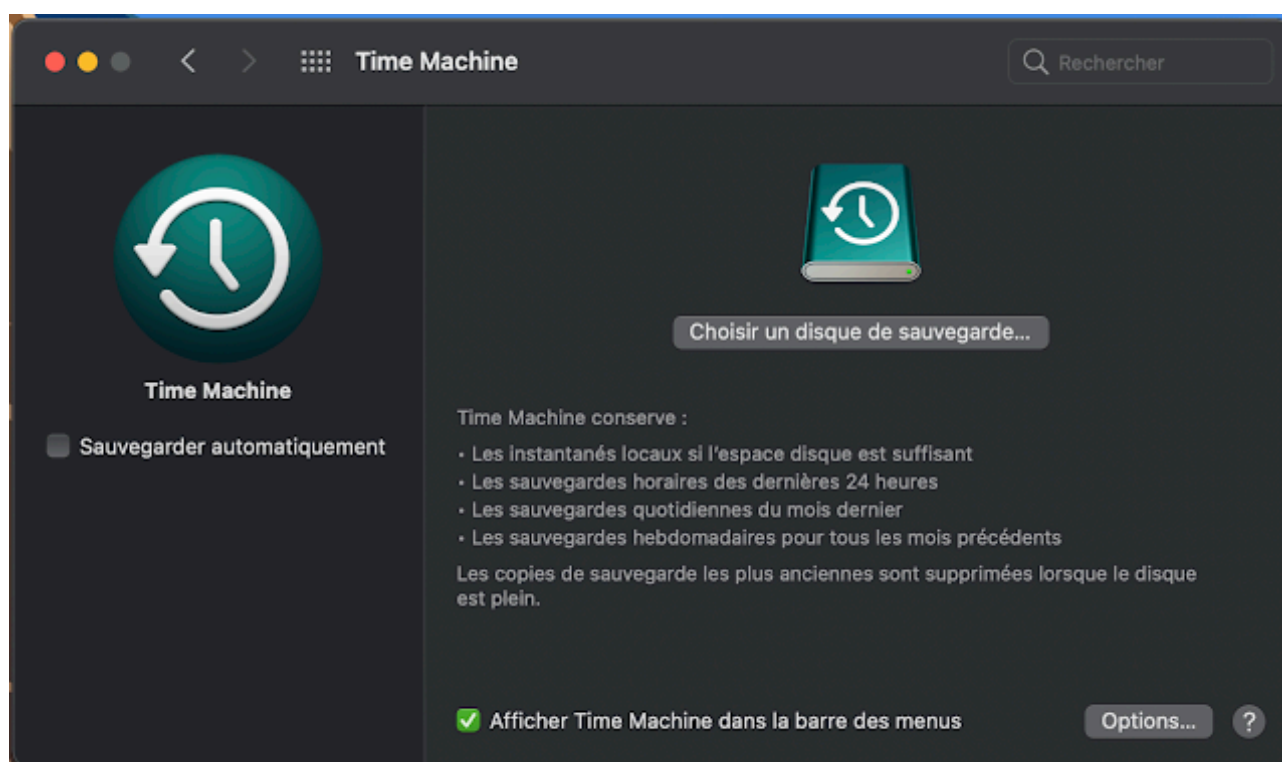 Time Machine
Rechercher
Time Machine
Sauvegarder automatiquement
Choisir un disque de sauvegarde...
Time Machine conserve :
• Les instantanés locaux si l'espace disque est suffisant
• Les sauvegardes horaires des dernières 24 heures
• Les sauvegardes quotidiennes du mois dernier
• Les sauvegardes hebdomadaires pour tous les mois précédents
Les copies de sauvegarde les plus anciennes sont supprimées lorsque le disque
est plein.
Afficher Time Machine dans la barre des menus
Options...
?